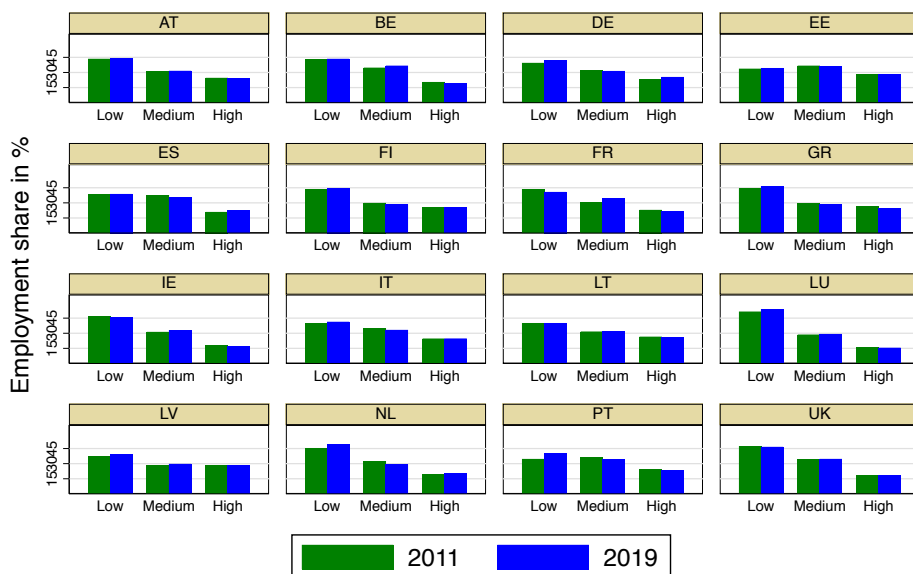 Employment share in %
AT BE DE EE
153045
Low Medium High Low Medium High Low Medium High Low Medium High
ES FI FR GR
153045
Low Medium High Low Medium High Low Medium High Low Medium High
IE IT LT LU
153045
Low Medium High Low Medium High Low Medium High Low Medium High
LV NL PT UK
153045
Low Medium High Low Medium High Low Medium High Low Medium High
2011 2019